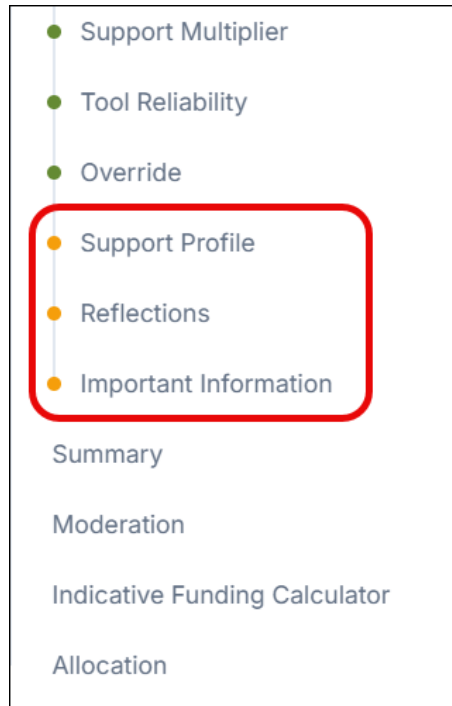 Support Multiplier
Tool Reliability
Override
Support Profile
Reflections
Important Information
Summary
Moderation
Indicative Funding Calculator
Allocation